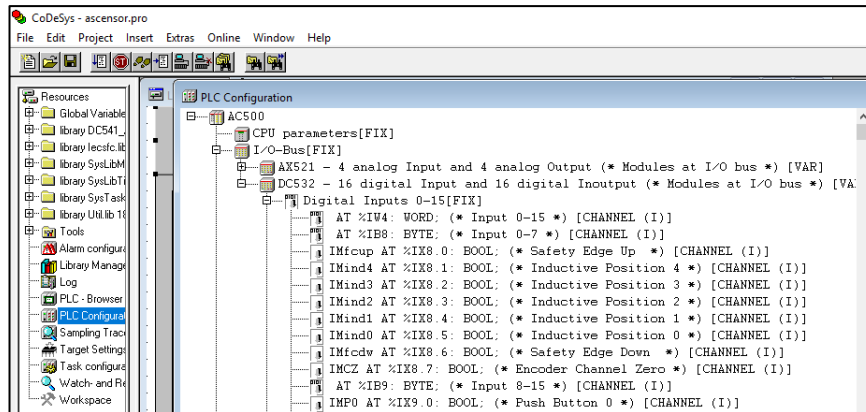 CoDeSys - ascensor.pro
File Edit Project Insert Extras Online Window Help
Resources
Global Variable
library DC541_
library Iecsfc.lib
library SysLibM
library SysLibTi
library SysTask
library Util.lib 18
Tools
Alarm configura
Library Manage
Log
PLC - Browser
PLC Configurat
Sampling Trace
Target Settings
Task configura
Watch- and Re
Workspace
PLC Configuration
AC500
CPU parameters[FIX]
I/O-Bus[FIX]
AX521 - 4 analog Input and 4 analog Output (* Modules at I/O bus *) [VAR]
DC532 - 16 digital Input and 16 digital Inoutput (* Modules at I/O bus *) [VA
Digital Inputs 0-15[FIX]
AT %IW4: WORD; (* Input 0-15 *) [CHANNEL (I)]
AT %IB8: BYTE; (* Input 0-7 *) [CHANNEL (I)]
IMfcup AT %IX8.0: BOOL; (* Safety Edge Up *) [CHANNEL (I)]
IMind4 AT %IX8.1: BOOL; (* Inductive Position 4 *) [CHANNEL (I)]
IMind3 AT %IX8.2: BOOL; (* Inductive Position 3 *) [CHANNEL (I)]
IMind2 AT %IX8.3: BOOL; (* Inductive Position 2 *) [CHANNEL (I)]
IMind1 AT %IX8.4: BOOL; (* Inductive Position 1 *) [CHANNEL (I)]
IMind0 AT %IX8.5: BOOL; (* Inductive Position 0 *) [CHANNEL (I)]
IMfcdw AT %IX8.6: BOOL; (* Safety Edge Down *) [CHANNEL (I)]
IMCZ AT %IX8.7: BOOL; (* Encoder Channel Zero *) [CHANNEL (I)]
AT %IB9: BYTE; (* Input 8-15 *) [CHANNEL (I)]
IMP0 AT %IX9.0: BOOL; (* Push Button 0 *) [CHANNEL (I)]